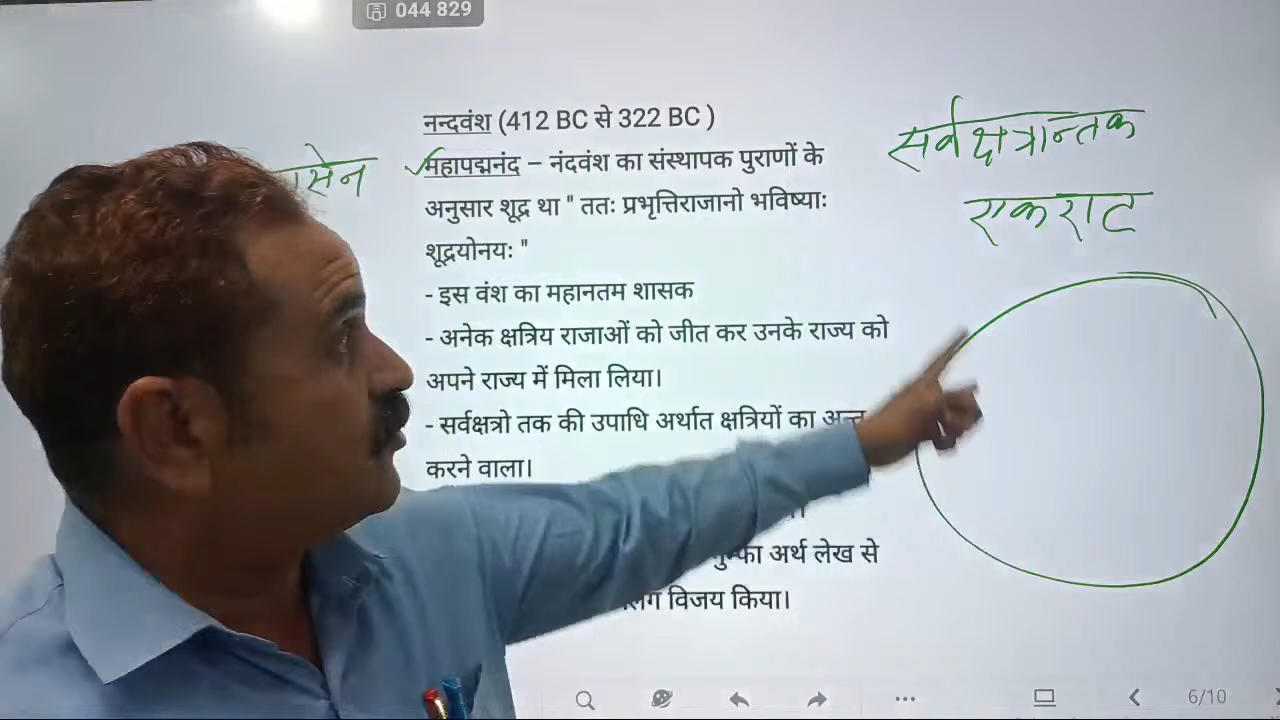 044 829
नन्दवंश (412 BC से 322 BC )
महापद्मनंद – नंदवंश का संस्थापक पुराणों के
अनुसार शूद्र था " ततः प्रभृत्तिराजानो भविष्याः
शूद्रयोनयः "
- इस वंश का महानतम शासक
- अनेक क्षत्रिय राजाओं को जीत कर उनके राज्य को
अपने राज्य में मिला लिया।
- सर्वक्षत्रो तक की उपाधि अर्थात क्षत्रियों का अन्त
करने वाला।
अर्थ लेख से
विजय किया।
सर्वक्षत्रान्तक
एकराट
6/10